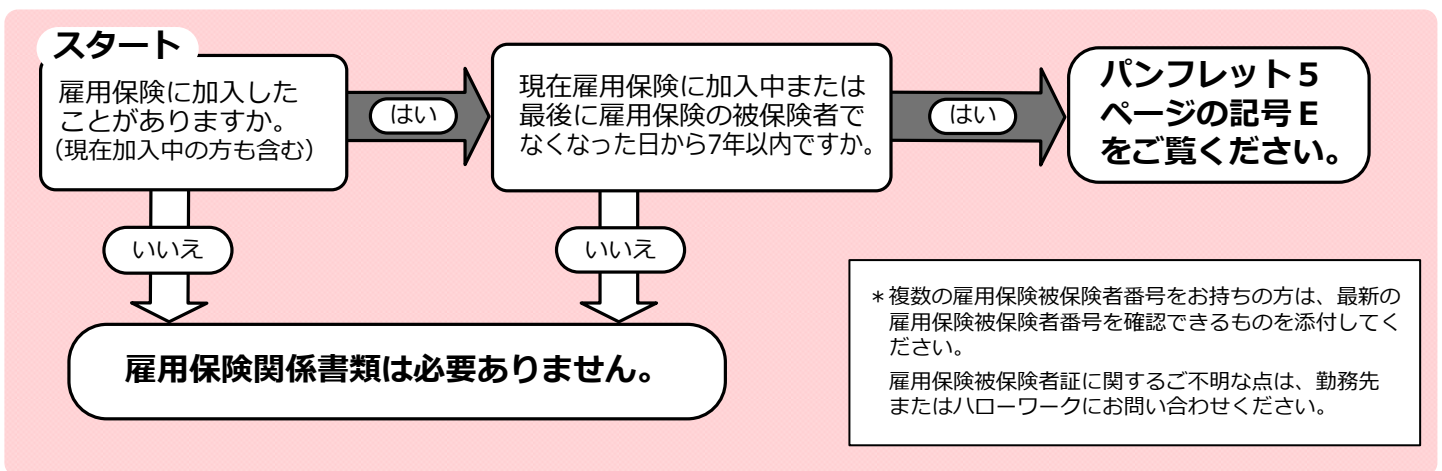 スタート
雇用保険に加入した
ことがありますか。
（現在加入中の方も含む）
はい
現在雇用保険に加入中または
最後に雇用保険の被保険者で
なくなった日から7年以内ですか。
はい
パンフレット５
ページの記号Ｅ
をご覧ください。
いいえ
いいえ
雇用保険関係書類は必要ありません。
＊複数の雇用保険被保険者番号をお持ちの方は、最新の
雇用保険被保険者番号を確認できるものを添付してく
ださい。
雇用保険被保険者証に関するご不明な点は、勤務先
またはハローワークにお問い合わせください。